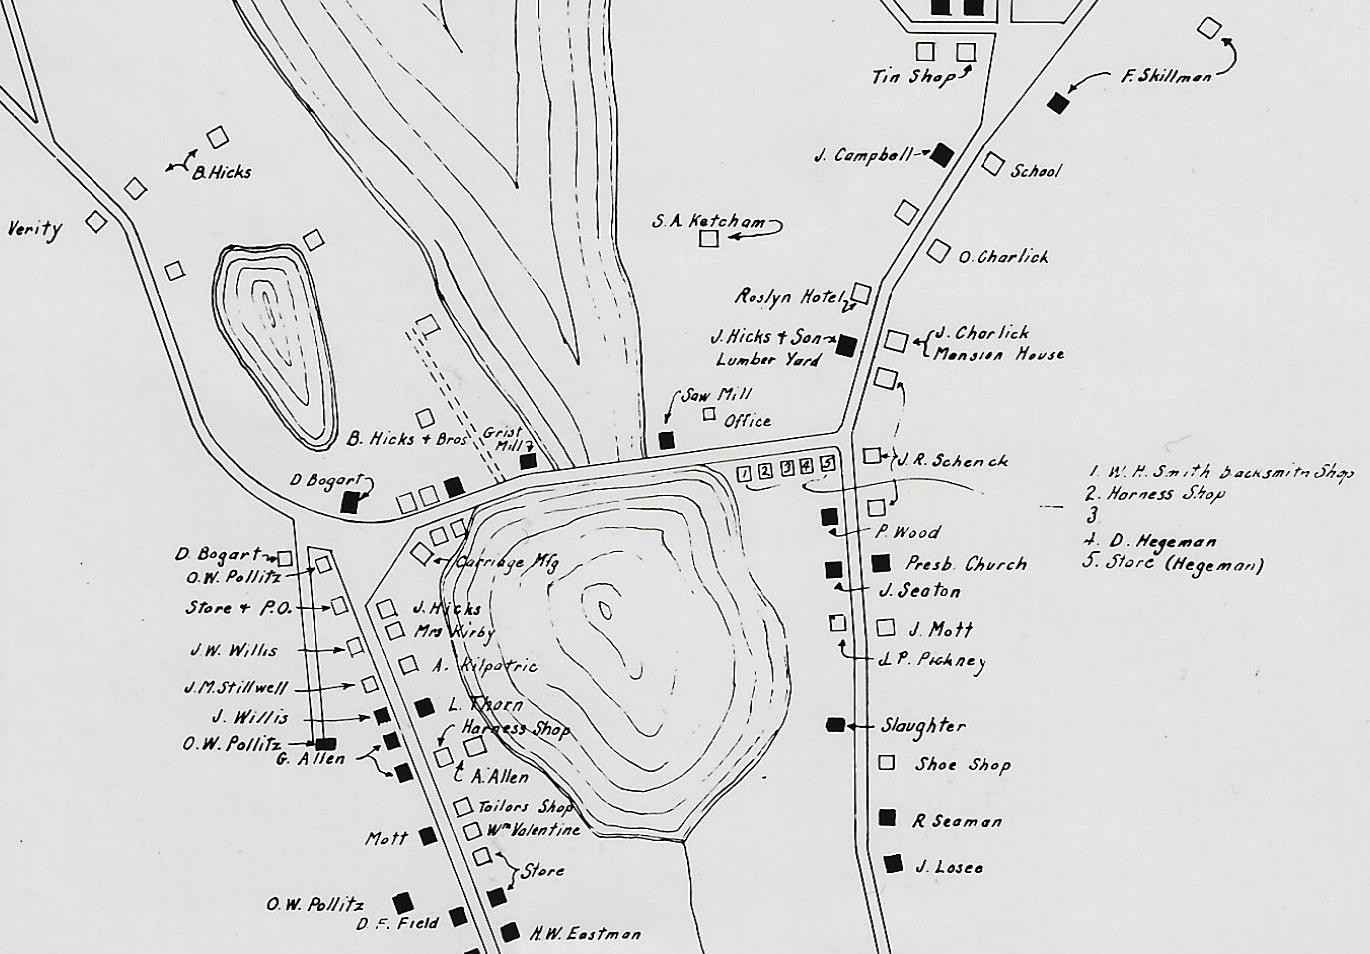 Tin Shop
F. Skillman
B. Hicks
J. Campbell
School
Verity
S. A. Ketcham
O. Charlick
Roslyn Hotel
J. Hicks + Son
Lumber Yard
J. Charlick
Mansion House
Saw Mill
Office
B. Hicks + Bros
Grist
Mill
D Bogart
J. R. Schenck
1. W. H. Smith backsmith Shop
2. Harness Shop
3
4. D. Hegeman
5. Store (Hegeman)
1 2 3 4 5
P. Wood
D. Bogart
O. W. Pollitz
Carriage Mfg
Presb. Church
J. Seaton
Store + P.O.
J. Hicks
Mrs Kirby
J. Mott
J. W. Willis
A. Kilpatric
J. P. Pickney
J. M. Stillwell
L. Thorn
J. Willis
Harness Shop
Slaughter
O. W. Pollitz
G. Allen
A. Allen
Shoe Shop
Tailors Shop
Wm Valentine
R Seaman
Mott
Store
J. Losee
O. W. Pollitz
D. F. Field
H. W. Eastman